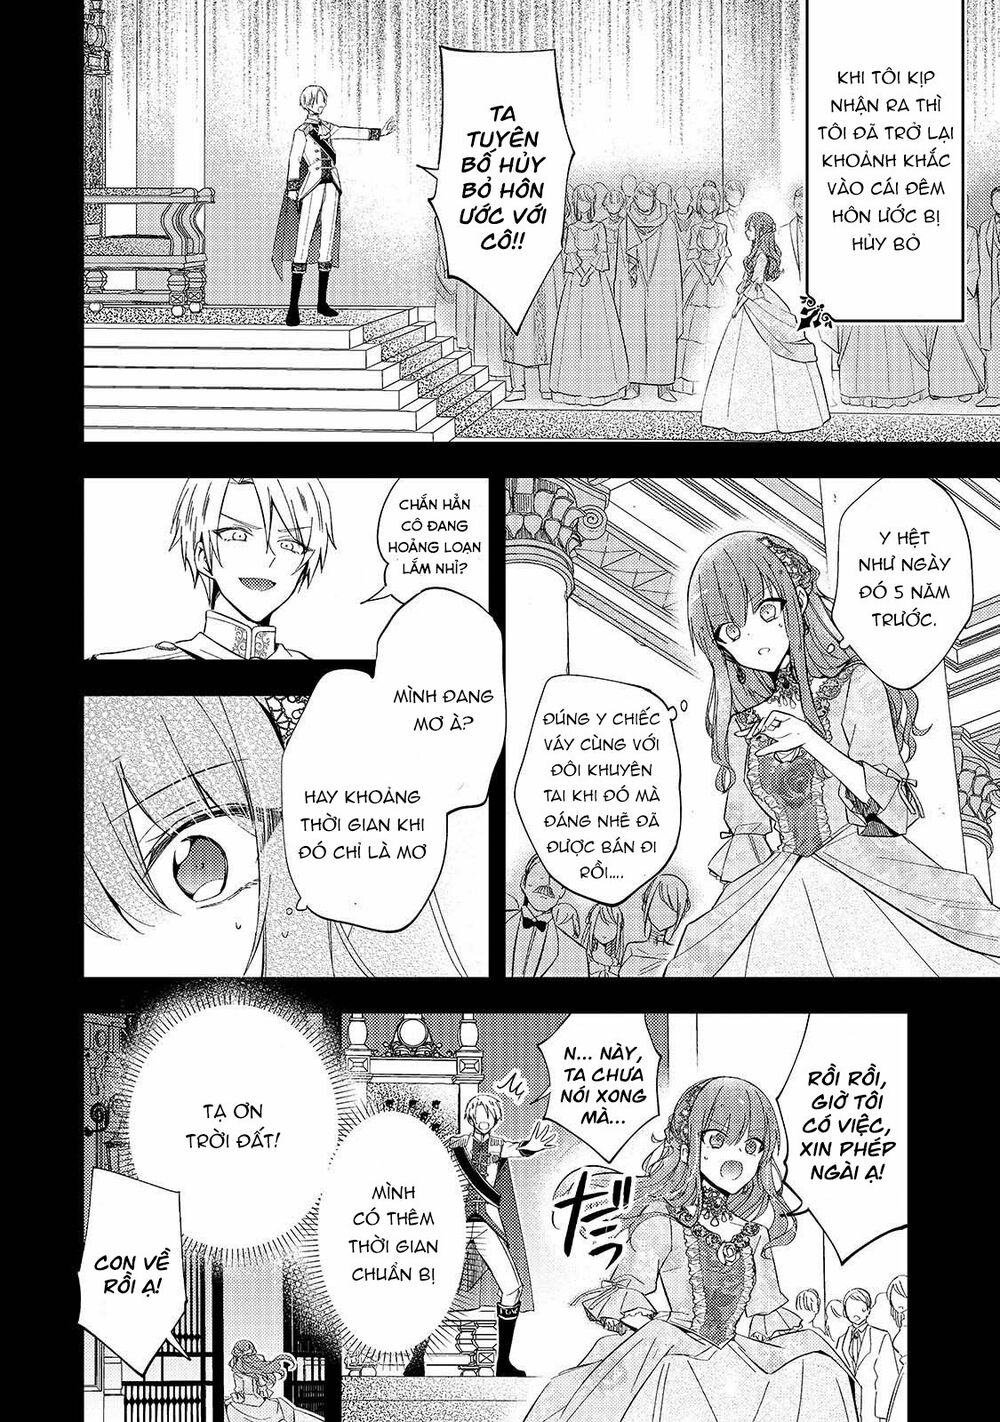 KHI TÔI KỊP
NHẬN RA THÌ
TÔI ĐÃ TRỞ LẠI
KHOẢNH KHẮC
VÀO CÁI ĐÊM
HÔN ƯỚC BỊ
HỦY BỎ
TA
TUYÊN
BỐ HỦY
BỎ HÔN
ƯỚC VỚI
CÔ!!
Y HỆT
NHƯ NGÀY
ĐÓ 5 NĂM
TRƯỚC.
ĐÚNG Y CHIẾC
VÁY CÙNG VỚI
ĐÔI KHUYÊN
TAI KHI ĐÓ MÀ
ĐÁNG NHẼ ĐÃ
ĐƯỢC BÁN ĐI
RỒI....
CHẮN HẲN
CÔ ĐANG
HOẢNG LOẠN
LẮM NHỈ?
MÌNH ĐANG
MƠ À?
HAY KHOẢNG
THỜI GIAN KHI
ĐÓ CHỈ LÀ MƠ
RỒI RỒI,
GIỜ TÔI
CÓ VIỆC,
XIN PHÉP
NGÀI Ạ!
N... NÀY,
TA CHƯA
NÓI XONG
MÀ...
だっ
TẠ ƠN
TRỜI ĐẤT!
MÌNH
CÓ THÊM
THỜI GIAN
CHUẨN BỊ
CON VỀ
RỒI Ạ!